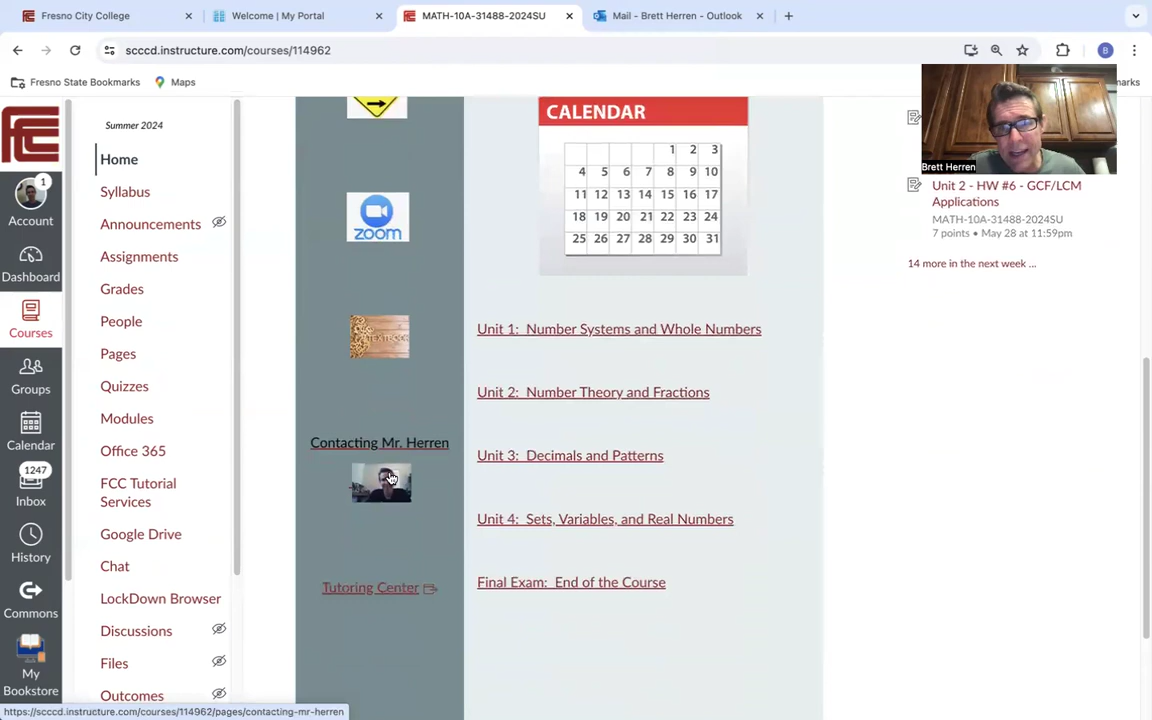 Fresno City College
Welcome | My Portal
MATH-10A-31488-2024SU
Mail - Brett Herren - Outlook
scccd.instructure.com/courses/114962
B
Fresno State Bookmarks
Maps
marks
Summer 2024
Home
Syllabus
Announcements
Assignments
Grades
People
Pages
Quizzes
Modules
Office 365
FCC Tutorial
Services
Google Drive
Chat
LockDown Browser
Discussions
Files
Outcomes
1
Account
Dashboard
Courses
Groups
Calendar
1247
Inbox
History
Commons
My
Bookstore
zoom
Contacting Mr. Herren
Tutoring Center
CALENDAR
1 2 3
4 5 6 7 8 9 10
11 12 13 14 15 16 17
18 19 20 21 22 23 24
25 26 27 28 29 30 31
Unit 1: Number Systems and Whole Numbers
Unit 2: Number Theory and Fractions
Unit 3: Decimals and Patterns
Unit 4: Sets, Variables, and Real Numbers
Final Exam: End of the Course
Brett Herren
Unit 2 - HW #6 - GCF/LCM
Applications
MATH-10A-31488-2024SU
7 points • May 28 at 11:59pm
14 more in the next week ...
https://scccd.instructure.com/courses/114962/pages/contacting-mr-herren